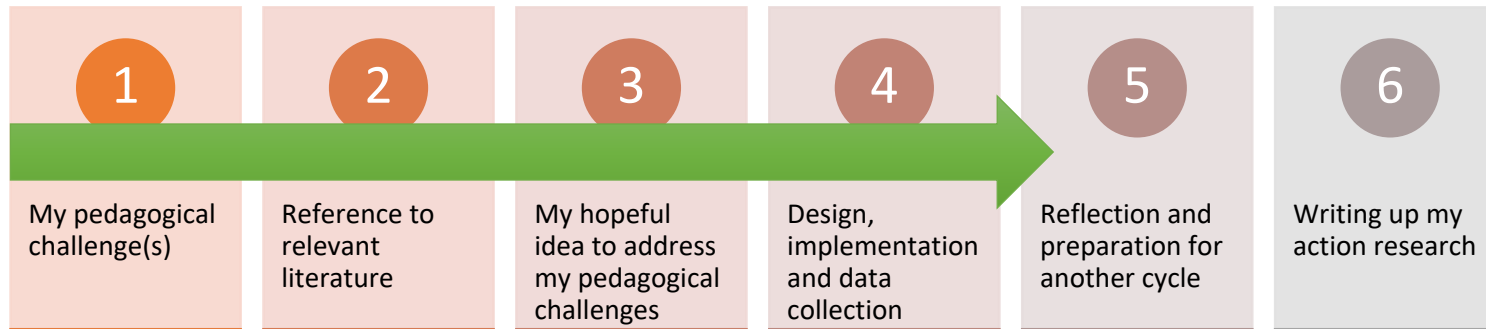 1
My pedagogical
challenge(s)
2
Reference to
relevant
literature
3
My hopeful
idea to address
my pedagogical
challenges
4
Design,
implementation
and data
collection
5
Reflection and
preparation for
another cycle
6
Writing up my
action research